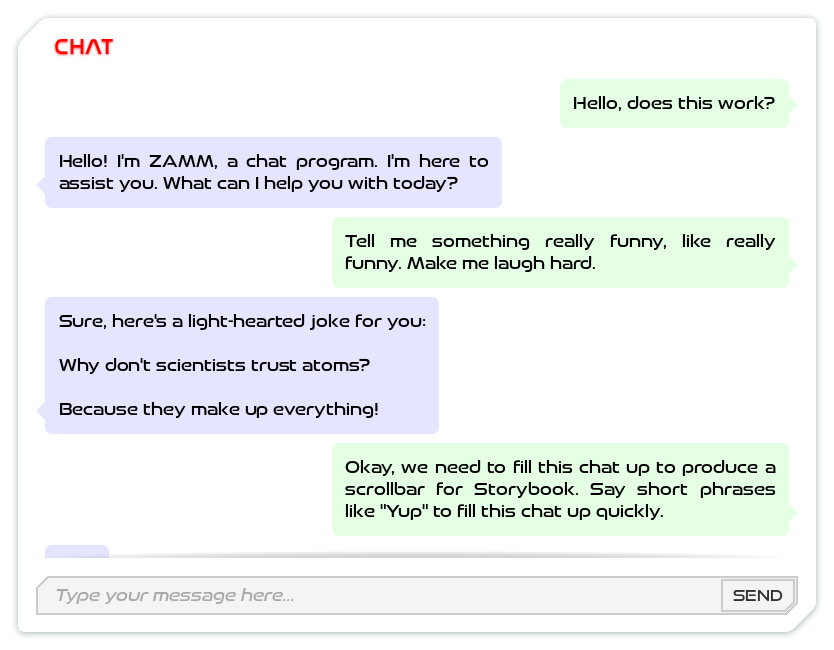 CHAT
Hello, does this work?
Hello! I'm ZAMM, a chat program. I'm here to
assist you. What can I help you with today?
Tell me something really funny, like really
funny. Make me laugh hard.
Sure, here's a light-hearted joke for you:
Why don't scientists trust atoms?
Because they make up everything!
Okay, we need to fill this chat up to produce a
scrollbar for Storybook. Say short phrases
like "Yup" to fill this chat up quickly.
Type your message here...
SEND